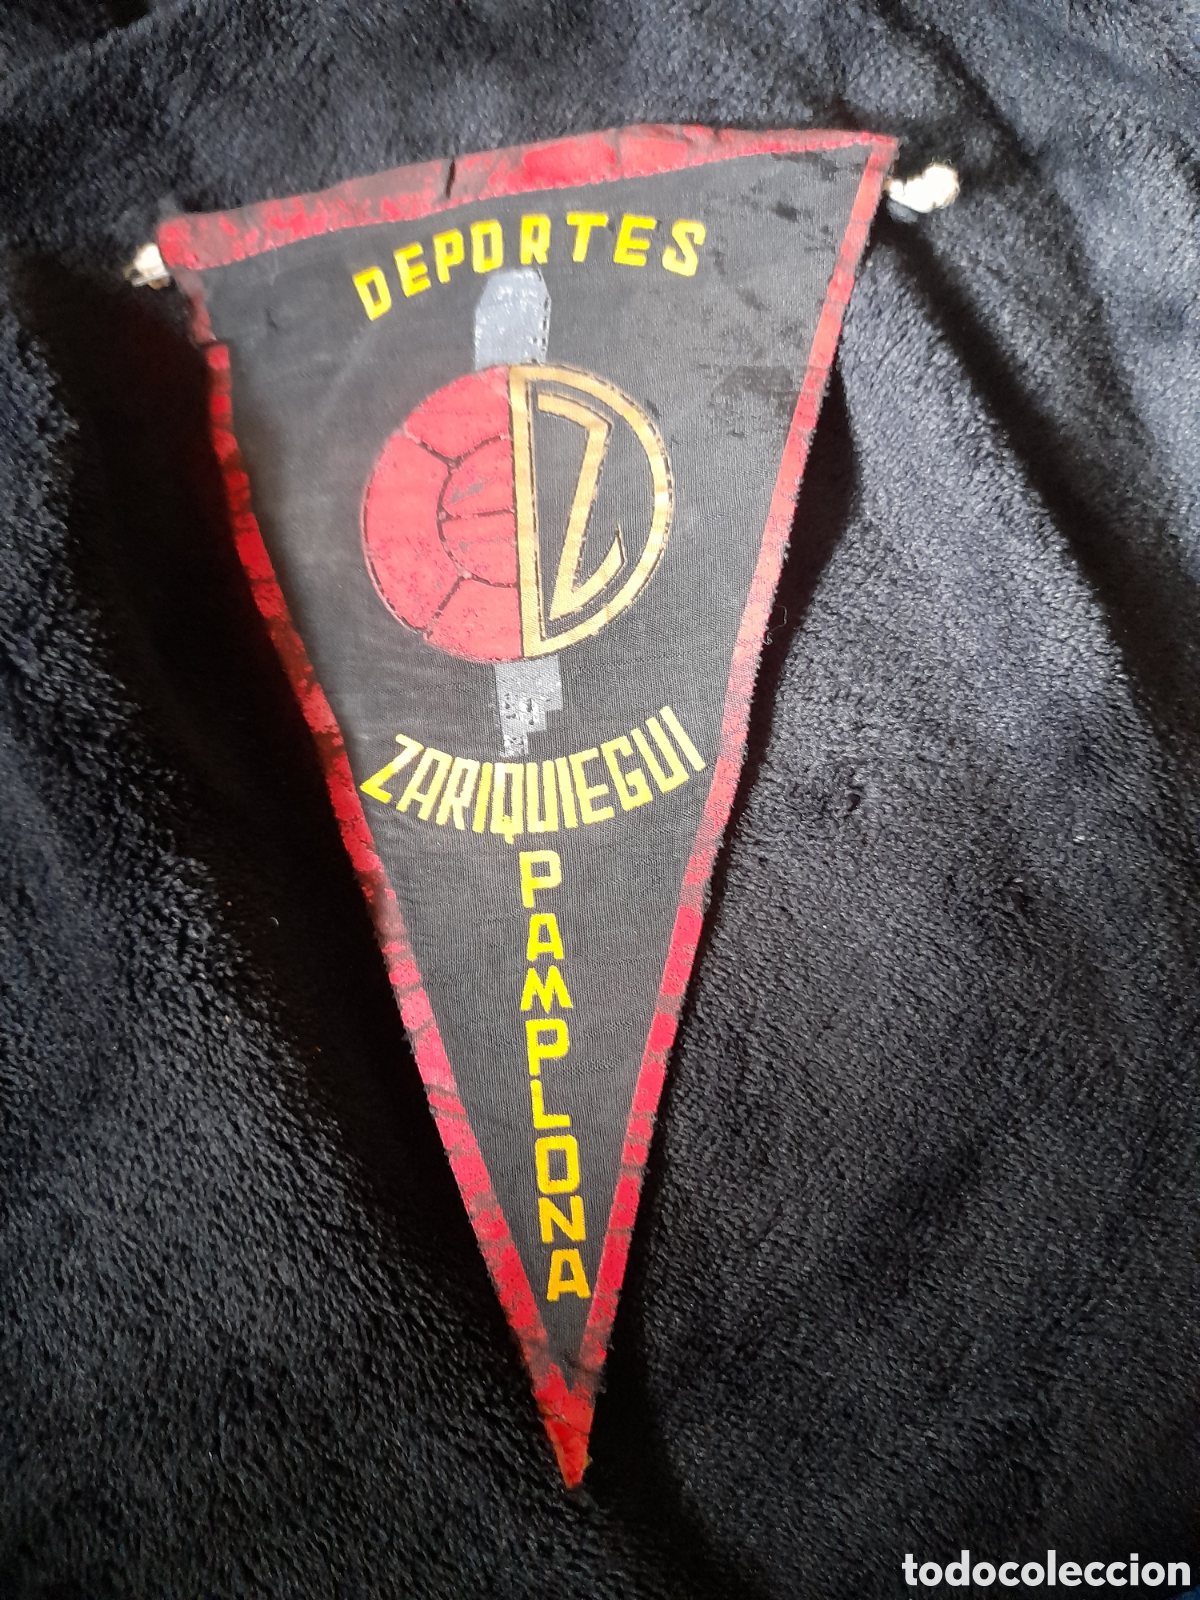 DEPORTES
DZ
ZARIQUIEGUI
PAMPLONA
todocoleccion